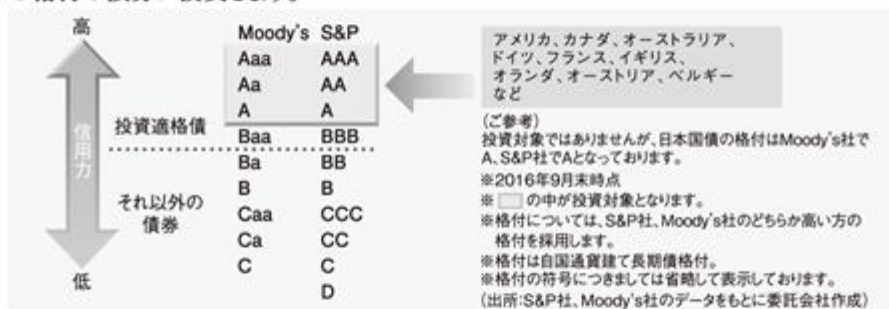 高
Moody's S&P
Aaa AAA
Aa AA
A A
投資適格債
Baa BBB
Ba BB
B B
それ以外の
債券
Caa CCC
Ca CC
C C
D
信用力
低
アメリカ、カナダ、オーストラリア、
ドイツ、フランス、イギリス、
オランダ、オーストリア、ベルギー
など
(ご参考)
投資対象ではありませんが、日本国債の格付はMoody's社で
A、S&P社でAとなっております。
※2016年9月末時点
※ の中が投資対象となります。
※格付については、S&P社、Moody's社のどちらか高い方の
格付を採用します。
※格付は自国通貨建て長期債格付。
※格付の符号につきましては省略して表示しております。
(出所:S&P社、Moody's社のデータをもとに委託会社作成)